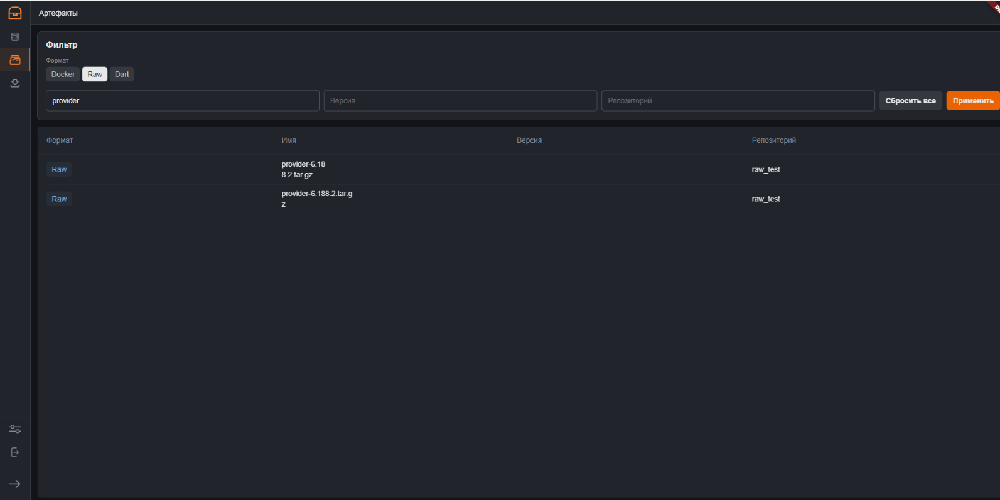 Артефакты
Фильтр
Формат
Docker Raw Dart
provider Версия Репозиторий Сбросить все Применить
Формат Имя Версия Репозиторий
Raw provider-6.18 raw_test
8.2.tar.gz
Raw provider-6.188.2.tar.g raw_test
z